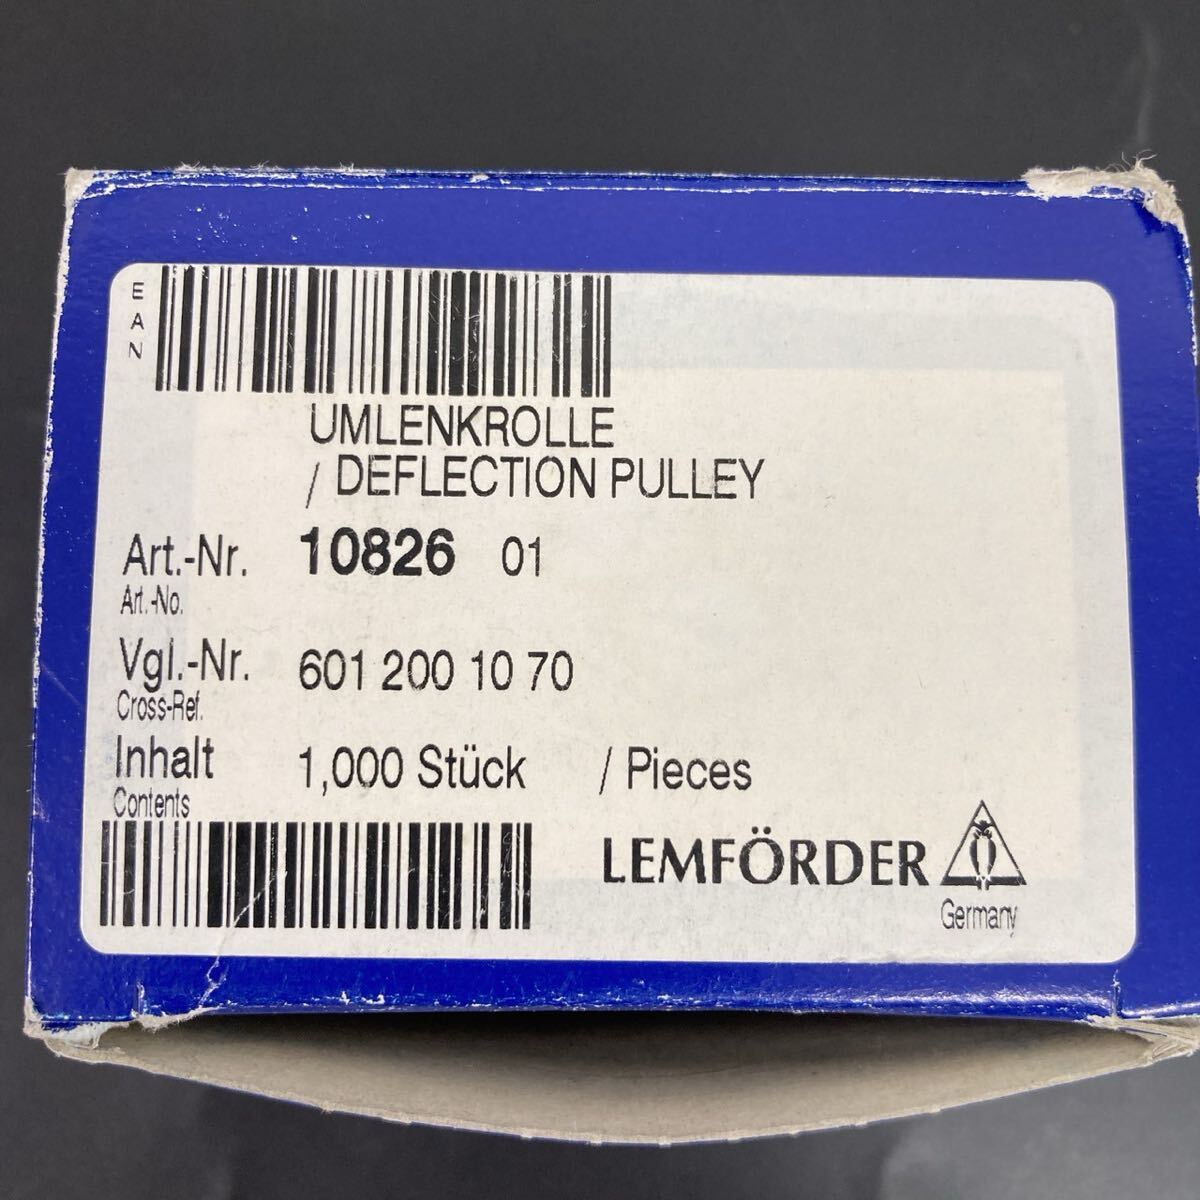 EAN
UMLENKROLLE
/ DEFLECTION PULLEY
Art.-Nr. 10826 01
Art.-No.
Vgl.-Nr. 601 200 10 70
Cross-Ref.
Inhalt 1,000 Stück / Pieces
Contents
LEMFÖRDER
Germany